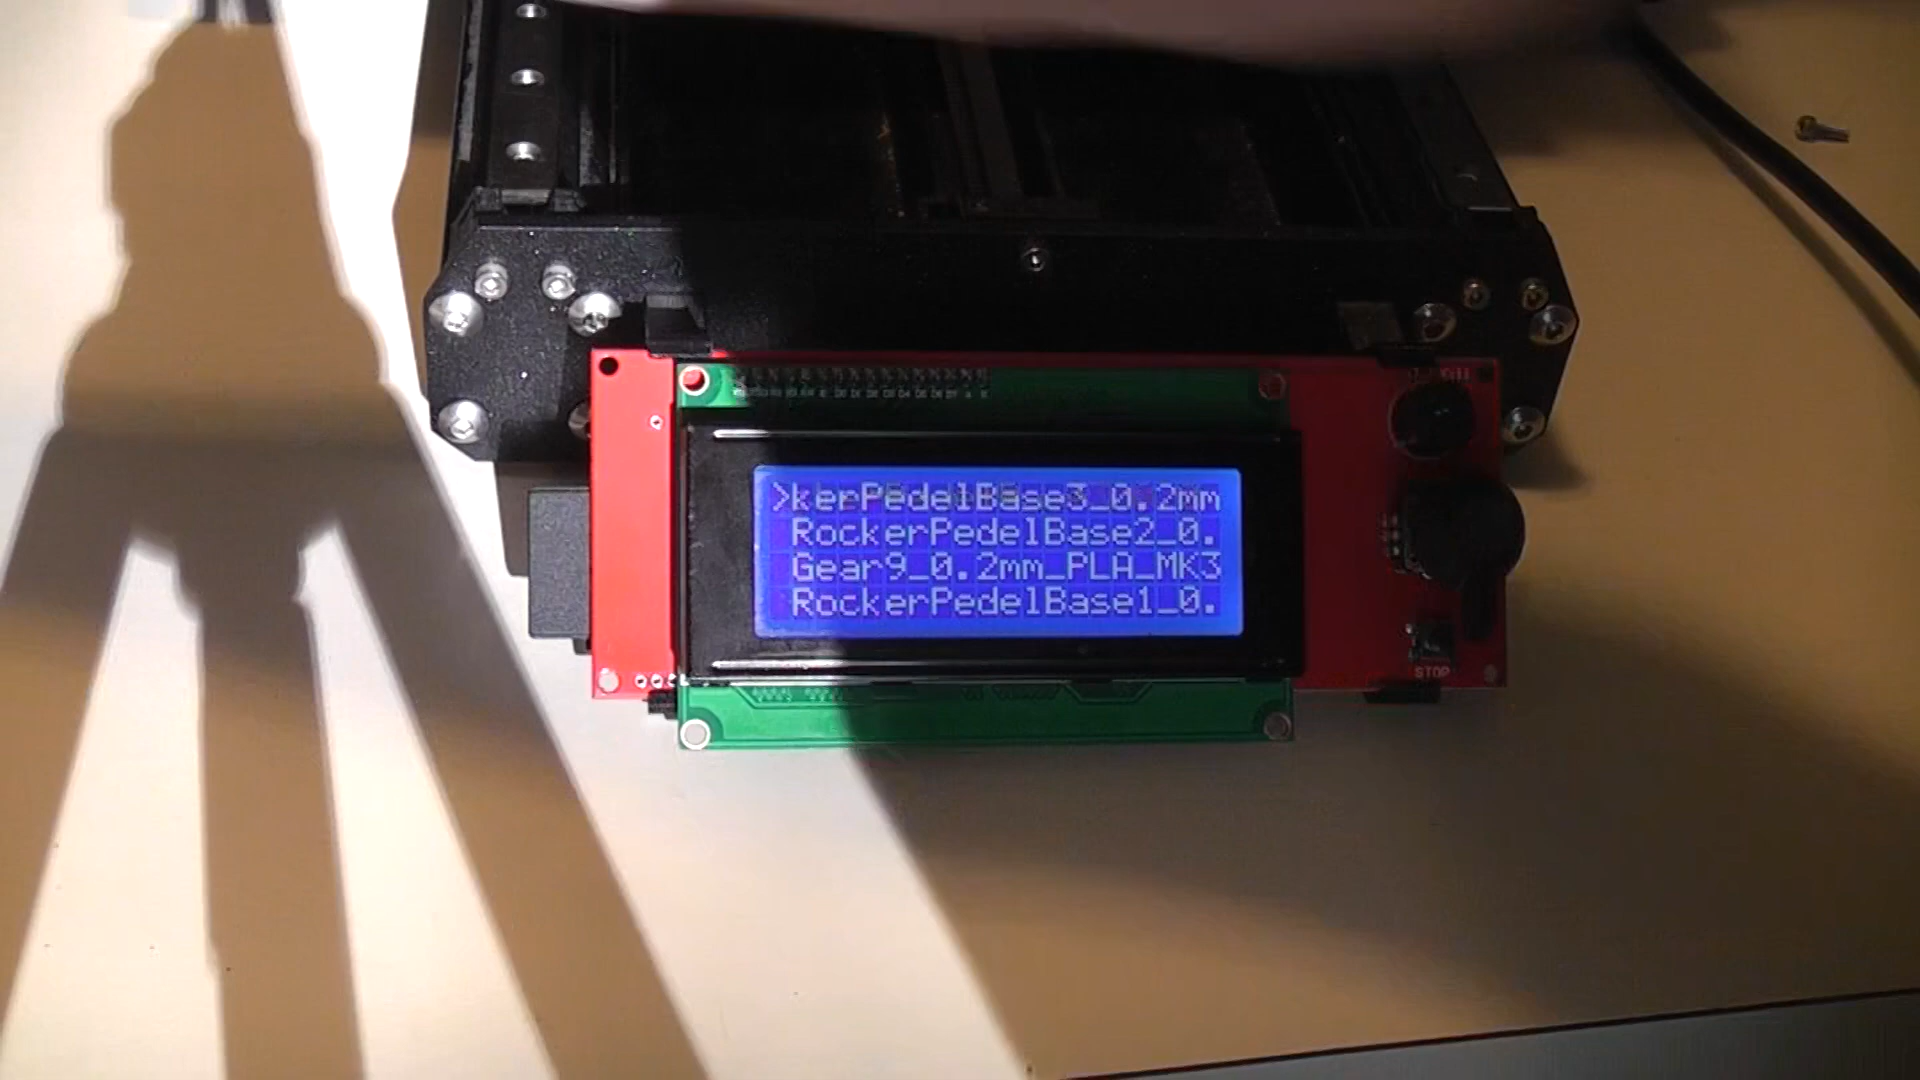 >kerPedelBase3_0.2mm
RockerPedelBase2_0.
Gear9_0.2mm_PLA_MK3
RockerPedelBase1_0.
STOP